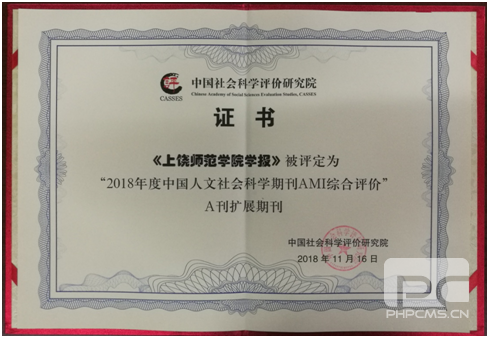 中国社会科学评价研究院
Chinese Academy of Social Sciences Evaluation Studies, CASSES
CASSES
证书
《上饶师范学院学报》被评定为
“2018年度中国人文社会科学期刊AMI综合评价”
A刊扩展期刊
中国社会科学评价研究院
2018年11月16日
PC
PHPCMS.CN